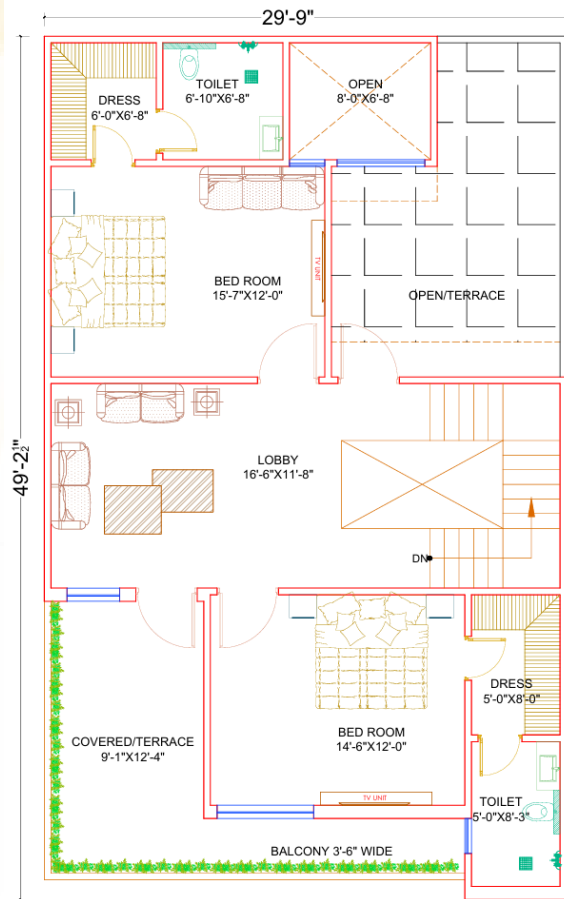 29'-9"
TOILET
6'-10"X6'-8"
OPEN
8'-0"X6'-8"
DRESS
6'-0"X6'-8"
TV UNIT
BED ROOM
15'-7"X12'-0"
OPEN/TERRACE
49'-2½"
LOBBY
16'-6"X11'-8"
DN
DRESS
5'-0"X8'-0"
BED ROOM
14'-6"X12'-0"
COVERED/TERRACE
9'-1"X12'-4"
TV UNIT
TOILET
5'-0"X8'-3"
BALCONY 3'-6" WIDE